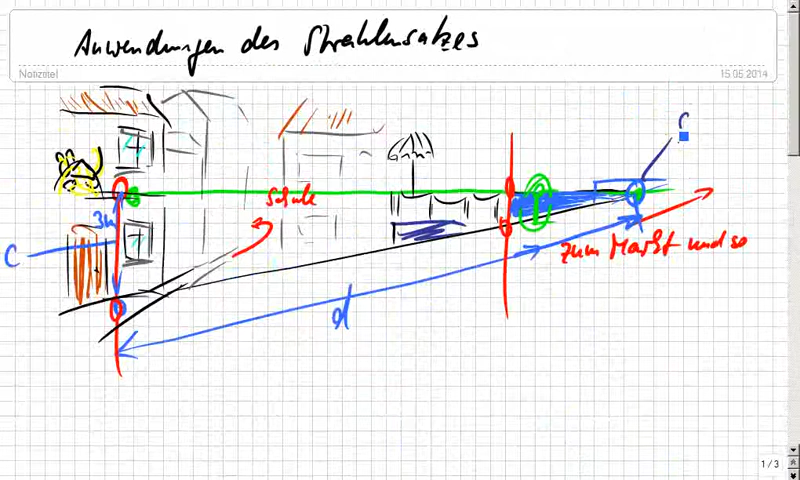 Anwendungen des Strahlensatzes
Notiztitel
15.05.2014
Schule
3m
C
zum Markt und so
d
1 / 3